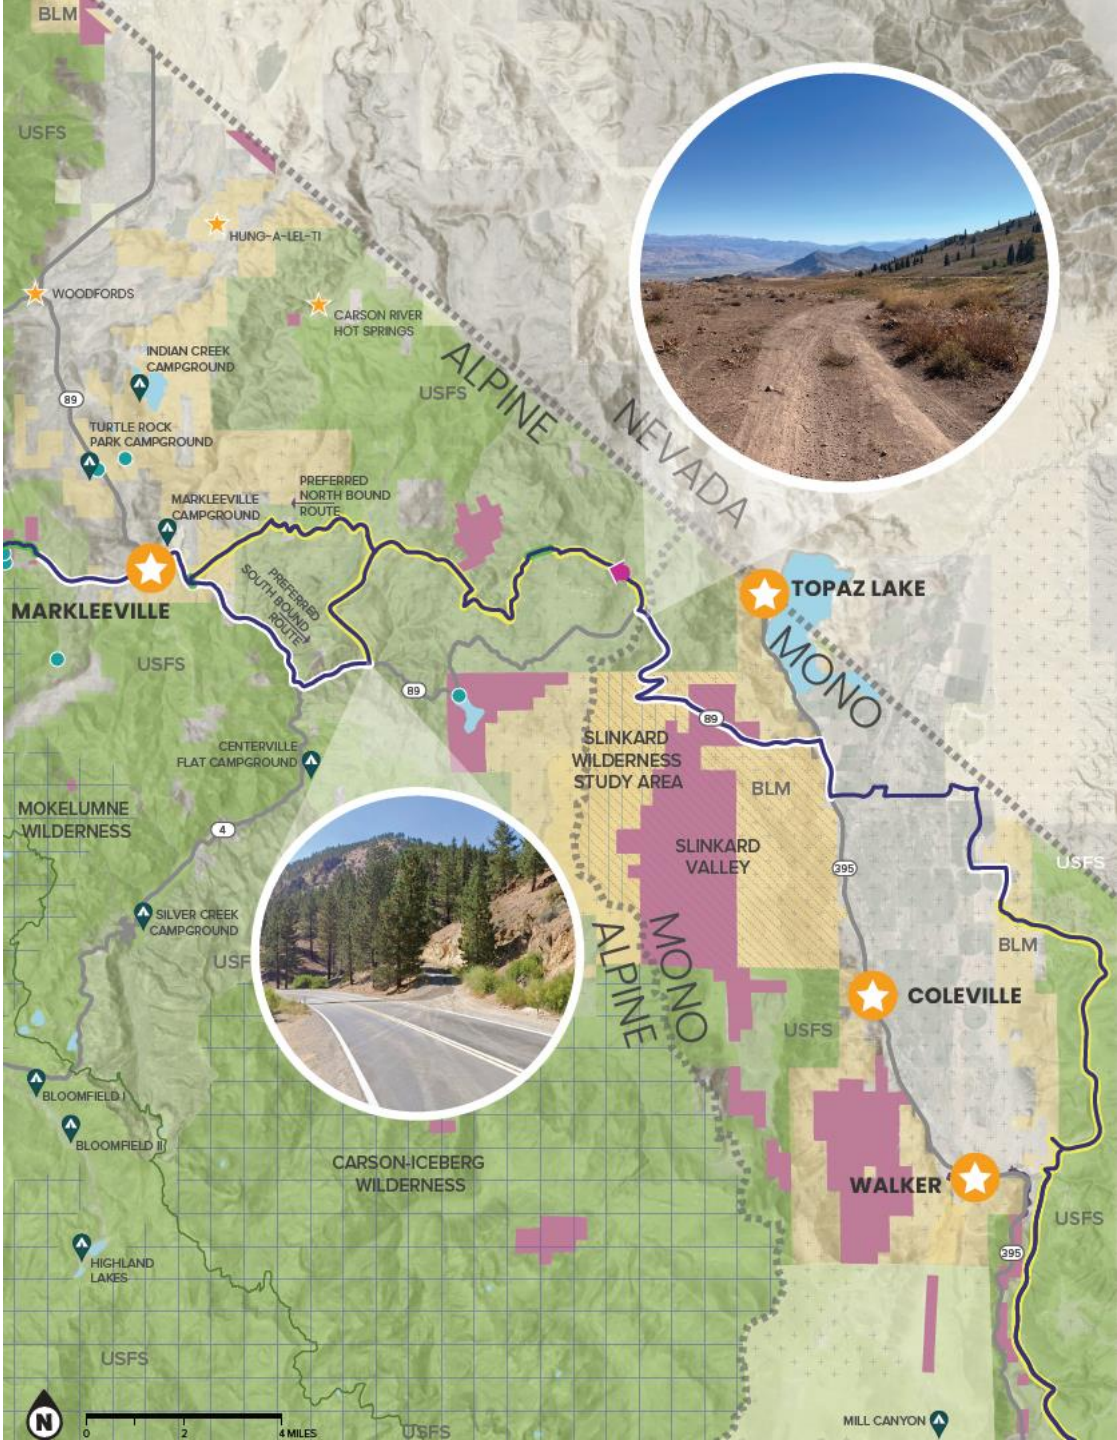 BLM
USFS
HUNG-A-LEL-TI
WOODFORDS
CARSON RIVER
HOT SPRINGS
INDIAN CREEK
CAMPGROUND
ALPINE
NEVADA
USFS
89
TURTLE ROCK
PARK CAMPGROUND
MARKLEEVILLE
CAMPGROUND
PREFERRED
NORTH BOUND
ROUTE
PREFERRED
SOUTH BOUND
ROUTE
MARKLEEVILLE
TOPAZ LAKE
MONO
USFS
89
89
CENTERVILLE
FLAT CAMPGROUND
SLINKARD
WILDERNESS
STUDY AREA
BLM
MOKELUMNE
WILDERNESS
4
SLINKARD
VALLEY
395
USFS
SILVER CREEK
CAMPGROUND
USF
ALPINE
MONO
BLM
COLEVILLE
USFS
BLOOMFIELD I
BLOOMFIELD II
CARSON-ICEBERG
WILDERNESS
WALKER
USFS
395
HIGHLAND
LAKES
USFS
N
0 2 4 MILES
USFS
MILL CANYON